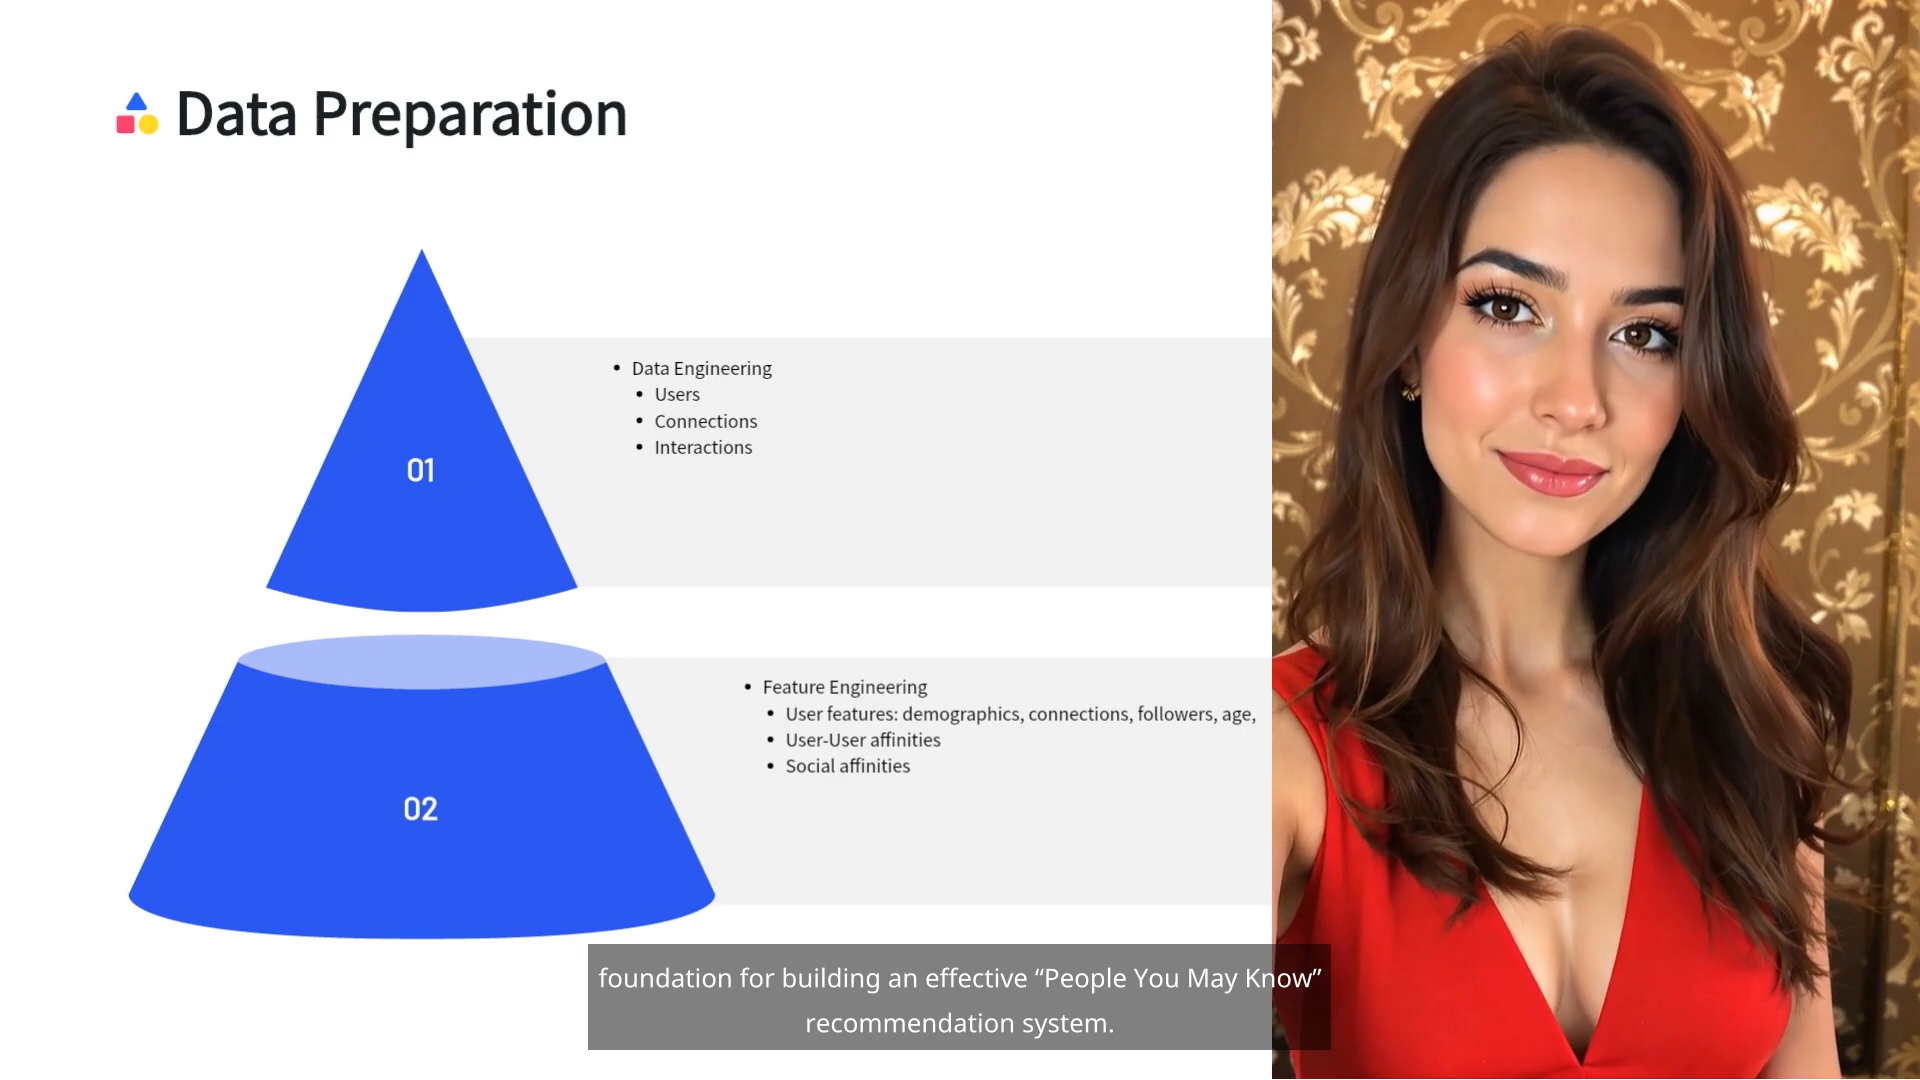 Data Preparation
01
Data Engineering
Users
Connections
Interactions
02
Feature Engineering
User features: demographics, connections, followers, age,
User-User affinities
Social affinities
foundation for building an effective “People You May Know”
recommendation system.